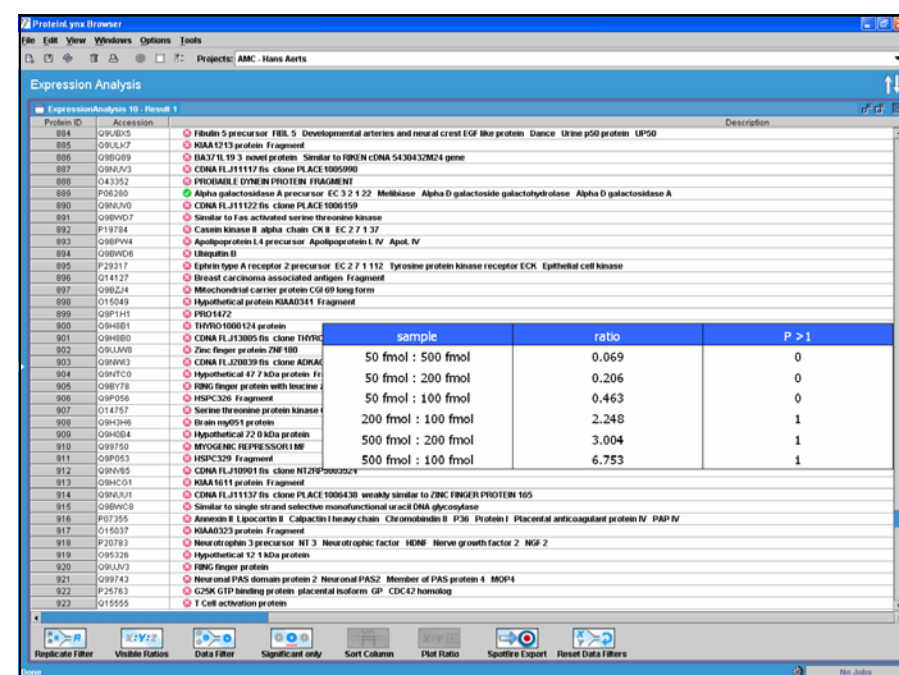 ProteinLynx Browser
File Edit View Windows Options Tools
Projects: AMC - Hans Aerts
Expression Analysis
ExpressionAnalysis 10 - Result 1
Protein ID Accession Description
884 Q9UBX5 Fibulin 5 precursor FIBL 5 Developmental arteries and neural crest EGF like protein Dance Urine p50 protein UP50
885 Q9ULK7 KIAA1213 protein Fragment
886 Q9BQ89 BA371L19 3 novel protein Similar to RIKEN cDNA 5430432M24 gene
887 Q9NUV3 CDNA FLJ11117 fis clone PLACE1005990
888 O43352 PROBABLE DYNEIN PROTEIN FRAGMENT
889 P06280 Alpha galactosidase A precursor EC 3 2 1 22 Melibiase Alpha D galactoside galactohydrolase Alpha D galactosidase A
890 Q9NUV0 CDNA FLJ11122 fis clone PLACE1006159
891 Q9BWD7 Similar to Fas activated serine threonine kinase
892 P19784 Casein kinase II alpha chain CK II EC 2 7 1 37
893 Q9BPW4 Apolipoprotein L4 precursor Apolipoprotein L IV ApoL IV
894 Q9BWD6 Ubiquitin B
895 P29317 Ephrin type A receptor 2 precursor EC 2 7 1 112 Tyrosine protein kinase receptor ECK Epithelial cell kinase
896 Q14127 Breast carcinoma associated antigen Fragment
897 Q9BZJ4 Mitochondrial carrier protein CGI 69 long form
898 O15049 Hypothetical protein KIAA0341 Fragment
899 Q9P1H1 PRO1472
900 Q9H8B1 THYRO1000124 protein
901 Q9H8B0 CDNA FLJ13805 fis clone THYRO
902 Q9UJW8 Zinc finger protein ZNF180
903 Q9NWI3 CDNA FLJ20839 fis clone ADKA
904 Q9NTC0 Hypothetical 47 7 kDa protein Fr
905 Q9BY78 RING finger protein with leucine
906 Q9P056 HSPC326 Fragment
907 O14757 Serine threonine protein kinase
908 Q9H3H6 Brain my051 protein
909 Q9H0B4 Hypothetical 72 0 kDa protein
910 Q99750 MYOGENIC REPRESSOR I MF
911 Q9P053 HSPC329 Fragment
912 Q9NV65 CDNA FLJ10901 fis clone NT2RP5003524
913 Q9HCG1 KIAA1611 protein Fragment
914 Q9NUU1 CDNA FLJ11137 fis clone PLACE1006438 weakly similar to ZINC FINGER PROTEIN 165
915 Q9BWC8 Similar to single strand selective monofunctional uracil DNA glycosylase
916 P07355 Annexin II Lipocortin II Calpactin I heavy chain Chromobindin 8 P36 Protein I Placental anticoagulant protein IV PAP IV
917 O15037 KIAA0323 protein Fragment
918 P20783 Neurotrophin 3 precursor NT 3 Neurotrophic factor HDNF Nerve growth factor 2 NGF 2
919 O95326 Hypothetical 12 1 kDa protein
920 Q9UJV3 RING finger protein
921 Q99743 Neuronal PAS domain protein 2 Neuronal PAS2 Member of PAS protein 4 MOP4
922 P25763 G25K GTP binding protein placental isoform GP CDC42 homolog
923 Q15555 T Cell activation protein
sample ratio P >1
50 fmol : 500 fmol 0.069 0
50 fmol : 200 fmol 0.206 0
50 fmol : 100 fmol 0.463 0
200 fmol : 100 fmol 2.248 1
500 fmol : 200 fmol 3.004 1
500 fmol : 100 fmol 6.753 1
Replicate Filter Visible Ratios Data Filter Significant only Sort Column Plot Ratio Spotfire Export Reset Data Filters
Done No Jobs